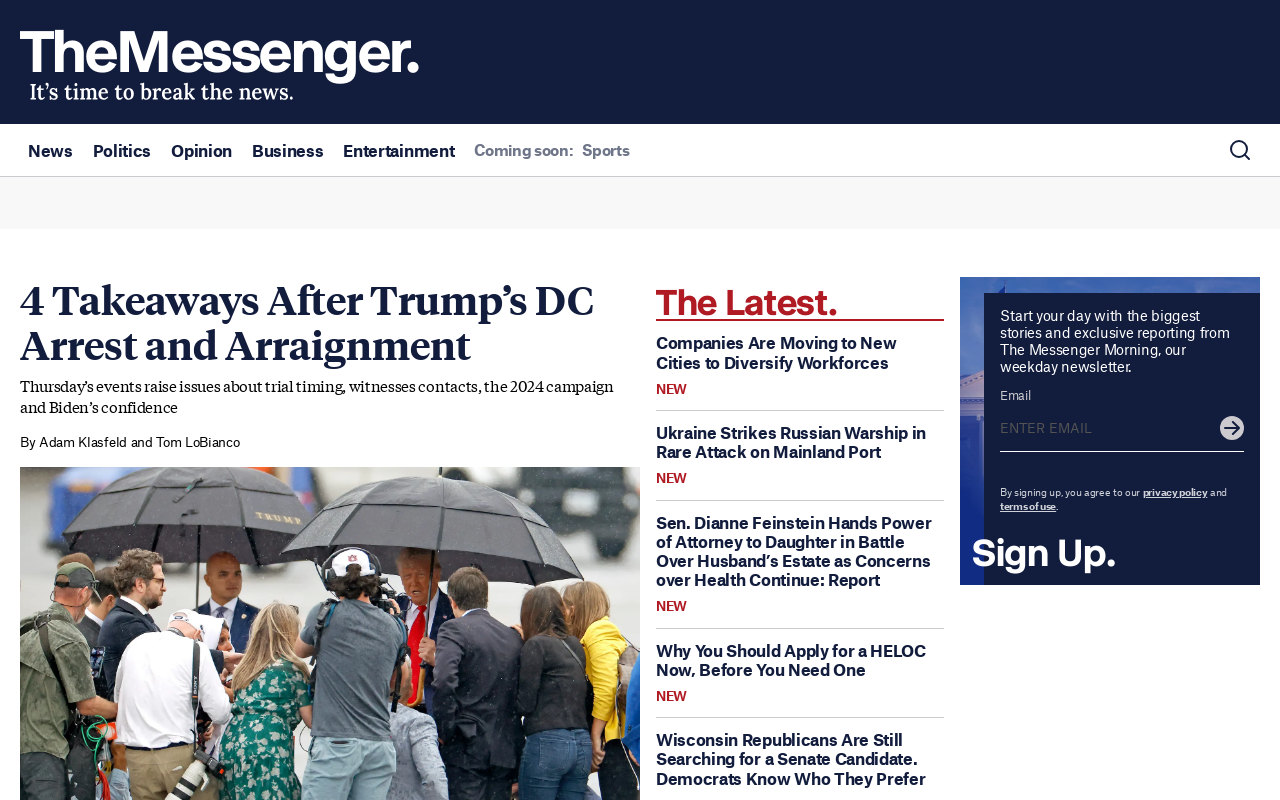 TheMessenger.
It's time to break the news.
News Politics Opinion Business Entertainment Coming soon: Sports
4 Takeaways After Trump’s DC
Arrest and Arraignment
Thursday’s events raise issues about trial timing, witnesses contacts, the 2024 campaign
and Biden’s confidence
By Adam Klasfeld and Tom LoBianco
TRUMP
The Latest.
Companies Are Moving to New
Cities to Diversify Workforces
NEW
Ukraine Strikes Russian Warship in
Rare Attack on Mainland Port
NEW
Sen. Dianne Feinstein Hands Power
of Attorney to Daughter in Battle
Over Husband’s Estate as Concerns
over Health Continue: Report
NEW
Why You Should Apply for a HELOC
Now, Before You Need One
NEW
Wisconsin Republicans Are Still
Searching for a Senate Candidate.
Democrats Know Who They Prefer
Start your day with the biggest
stories and exclusive reporting from
The Messenger Morning, our
weekday newsletter.
Email
ENTER EMAIL
By signing up, you agree to our privacy policy and
terms of use.
Sign Up.